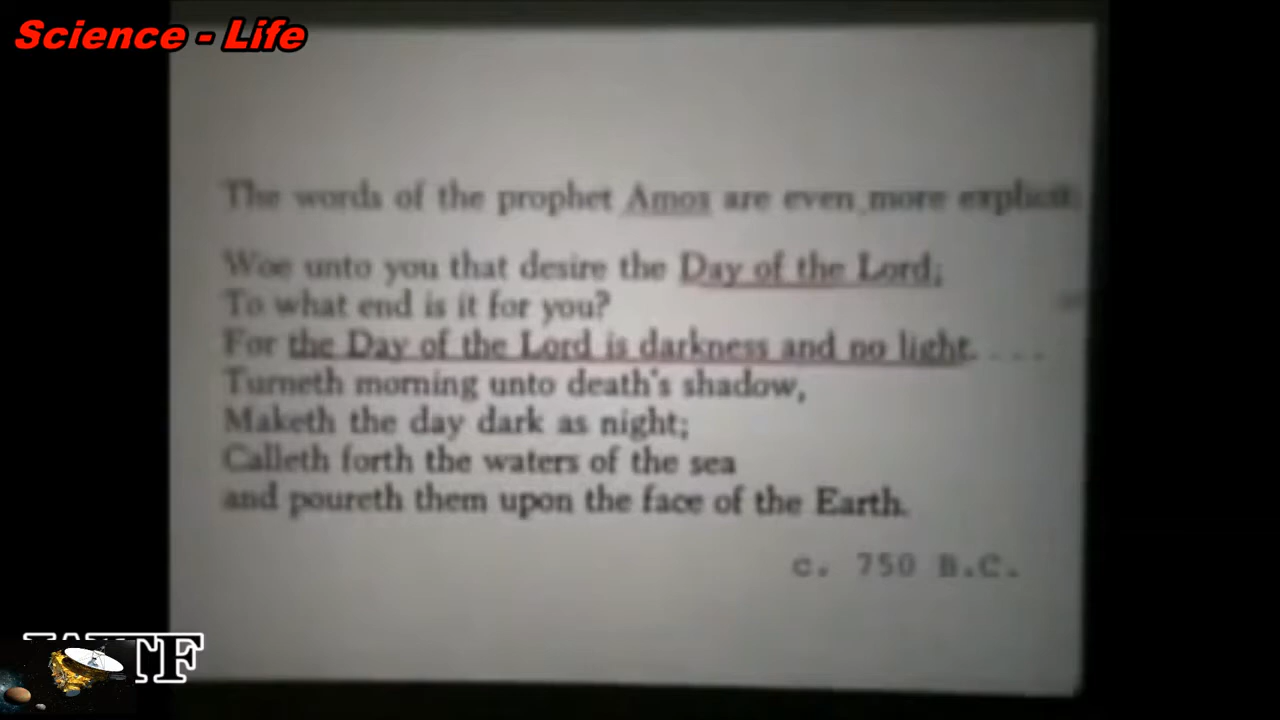 Science - Life
The words of the prophet Amos are even more explicit:
Woe unto you that desire the Day of the Lord;
To what end is it for you?
For the Day of the Lord is darkness and no light. . . . .
Turneth morning unto death's shadow,
Maketh the day dark as night;
Calleth forth the waters of the sea
and poureth them upon the face of the Earth.
c. 750 B.C.